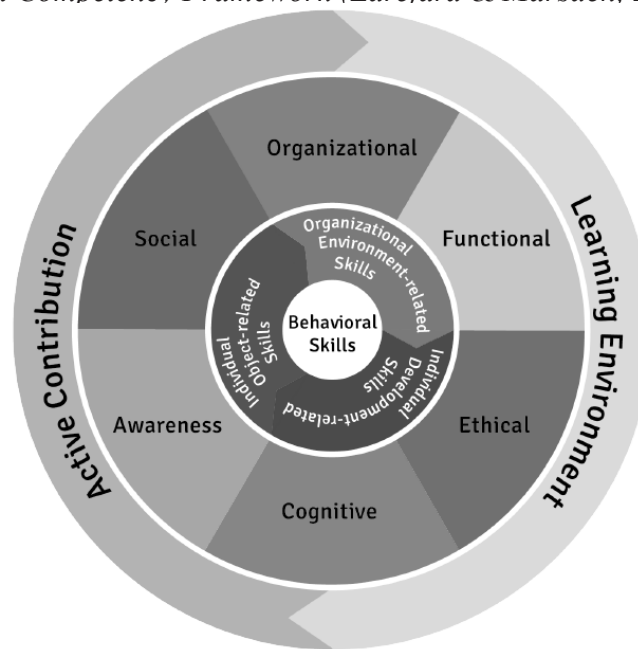 Organizational
Social
Functional
Active Contribution
Learning Environment
Organizational
Environment-related
Skills
Individual
Object-related
Skills
Behavioral
Skills
Individual
Development-related
Skills
Awareness
Ethical
Cognitive